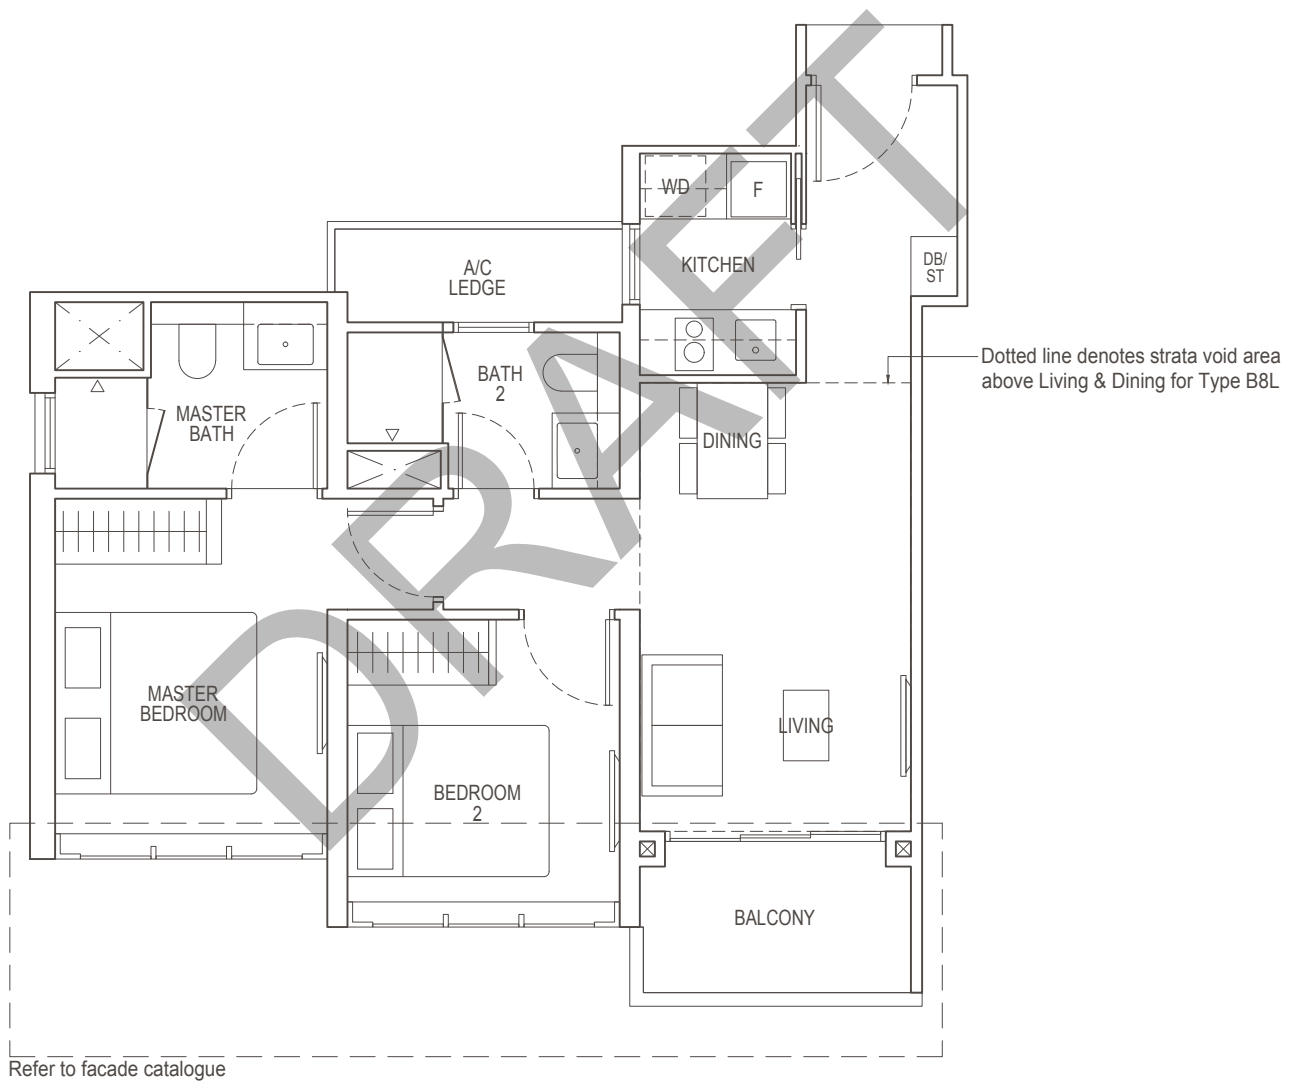 WD
F
KITCHEN
DB/
ST
A/C
LEDGE
Dotted line denotes strata void area
above Living & Dining for Type B8L
BATH
2
MASTER
BATH
DINING
MASTER
BEDROOM
LIVING
BEDROOM
2
BALCONY
Refer to facade catalogue
DRAFT